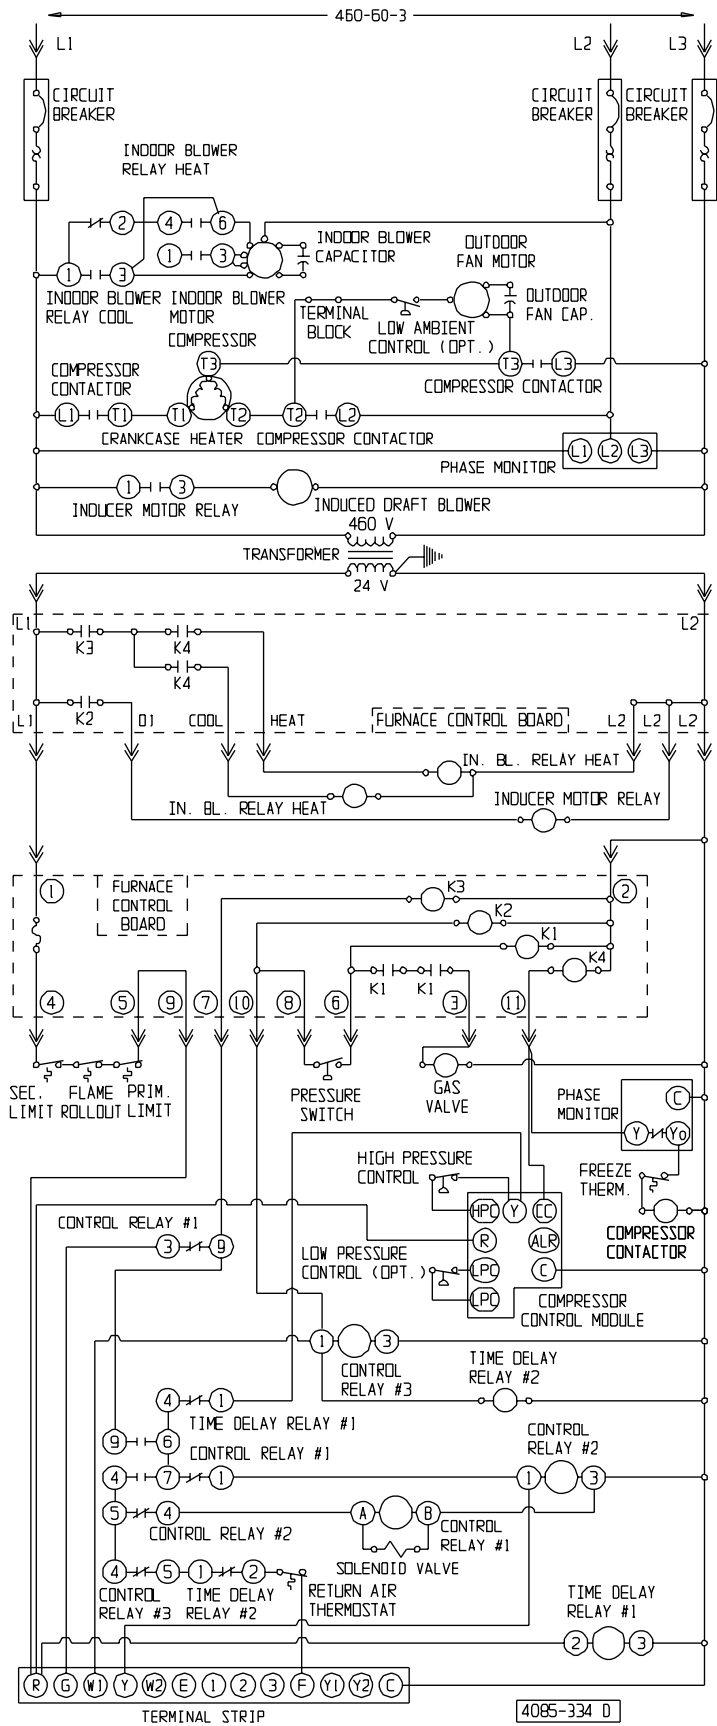 460-60-3
L1
L2
L3
CIRCUIT
BREAKER
CIRCUIT
BREAKER
CIRCUIT
BREAKER
INDOOR BLOWER
RELAY HEAT
2
4
6
1
3
1
3
INDOOR BLOWER
CAPACITOR
OUTDOOR
FAN MOTOR
INDOOR BLOWER
RELAY COOL
INDOOR BLOWER
MOTOR
TERMINAL
BLOCK
LOW AMBIENT
CONTROL (OPT.)
OUTDOOR
FAN CAP.
COMPRESSOR
T3
T3
L3
COMPRESSOR
CONTACTOR
COMPRESSOR CONTACTOR
L1
T1
T1
T2
T2
L2
CRANKCASE HEATER
COMPRESSOR CONTACTOR
PHASE MONITOR
L1
L2
L3
1
3
INDUCER MOTOR RELAY
INDUCED DRAFT BLOWER
460 V
TRANSFORMER
24 V
L1
L2
K3
K4
K4
L1
K2
O1
COOL
HEAT
FURNACE CONTROL BOARD
L2
L2
L2
IN. BL. RELAY HEAT
IN. BL. RELAY HEAT
INDUCER MOTOR RELAY
1
FURNACE
CONTROL
BOARD
K3
2
K2
K1
K4
K1
K1
4
5
9
7
10
8
6
3
11
SEC.
LIMIT
FLAME
ROLLOUT
PRIM.
LIMIT
PRESSURE
SWITCH
GAS
VALVE
PHASE
MONITOR
C
Y
Yo
HIGH PRESSURE
CONTROL
FREEZE
THERM.
COMPRESSOR
CONTACTOR
HPC
Y
CC
CONTROL RELAY #1
3
9
R
ALR
LOW PRESSURE
CONTROL (OPT.)
LPC
C
LPC
COMPRESSOR
CONTROL MODULE
1
3
CONTROL
RELAY #3
TIME DELAY
RELAY #2
4
1
TIME DELAY RELAY #1
9
6
CONTROL RELAY #1
CONTROL
RELAY #2
4
7
1
1
3
5
4
A
B
CONTROL RELAY #2
CONTROL
RELAY #1
SOLENOID VALVE
4
5
1
2
CONTROL
RELAY #3
TIME DELAY
RELAY #2
RETURN AIR
THERMOSTAT
TIME DELAY
RELAY #1
2
3
R
G
W1
Y
W2
E
1
2
3
F
Y1
Y2
C
TERMINAL STRIP
4085-334 D